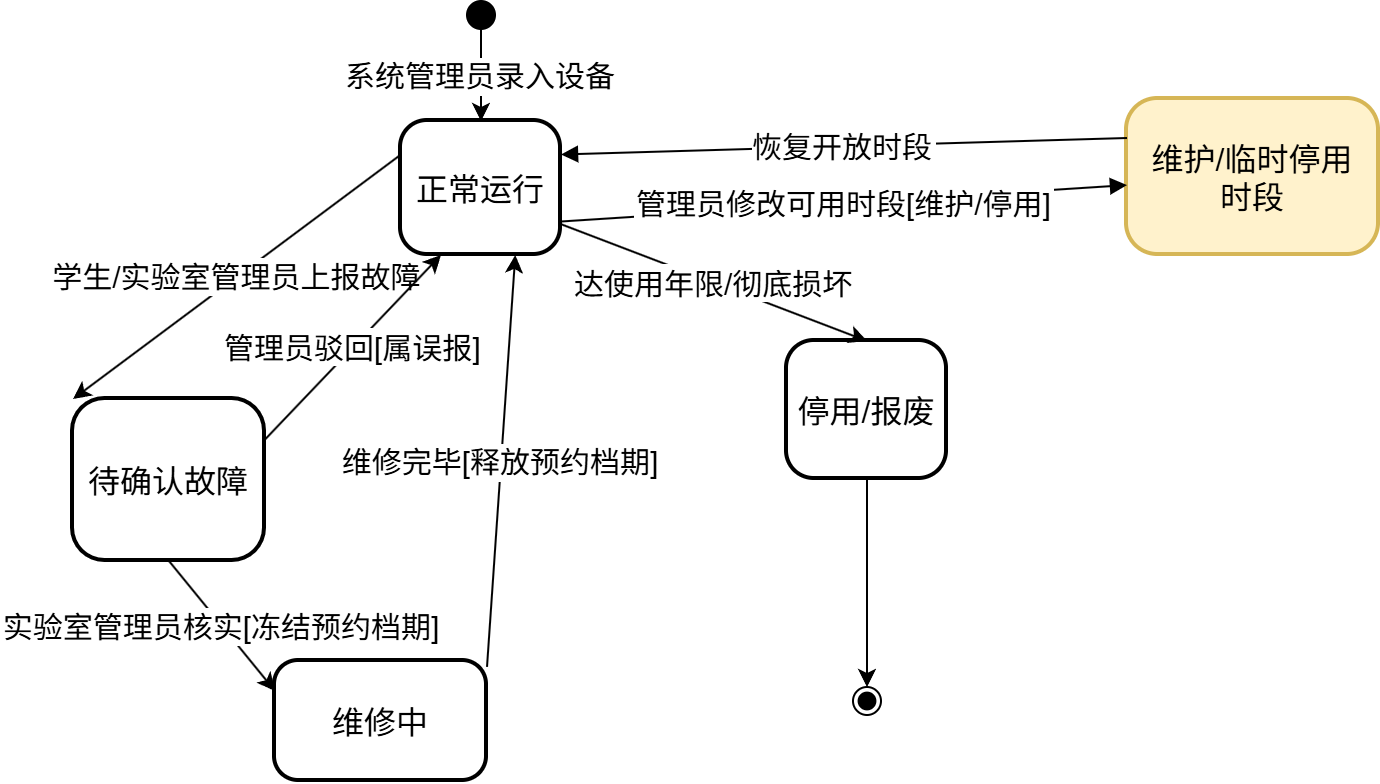 系统管理员录入设备
恢复开放时段
维护/临时停用
时段
正常运行
管理员修改可用时段[维护/停用]
学生/实验室管理员上报故障
达使用年限/彻底损坏
管理员驳回[属误报]
停用/报废
维修完毕[释放预约档期]
待确认故障
实验室管理员核实[冻结预约档期]
维修中